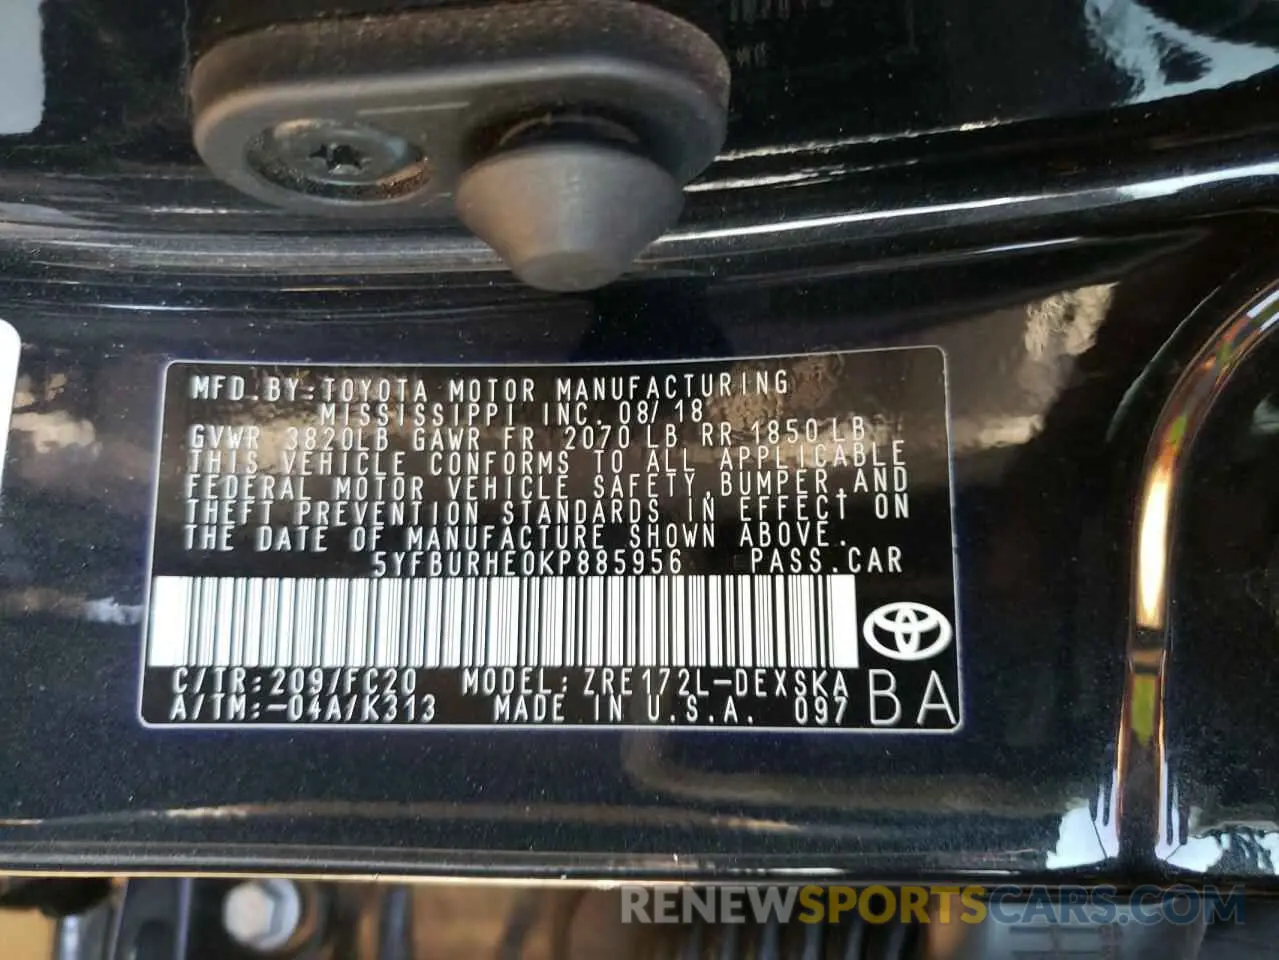 MFD.BY:TOYOTA MOTOR MANUFACTURING
MISSISSIPPI INC. 08/18
GVWR 3820LB GAWR FR 2070 LB RR 1850 LB
THIS VEHICLE CONFORMS TO ALL APPLICABLE
FEDERAL MOTOR VEHICLE SAFETY,BUMPER,AND
THEFT PREVENTION STANDARDS IN EFFECT ON
THE DATE OF MANUFACTURE SHOWN ABOVE.
5YFBURHE0KP885956 PASS.CAR
C/TR:209/FC20 MODEL:ZRE172L-DEXSKA
A/TM:-04A/K313 MADE IN U.S.A. 097 BA
RENEWSPORTSCARS.COM